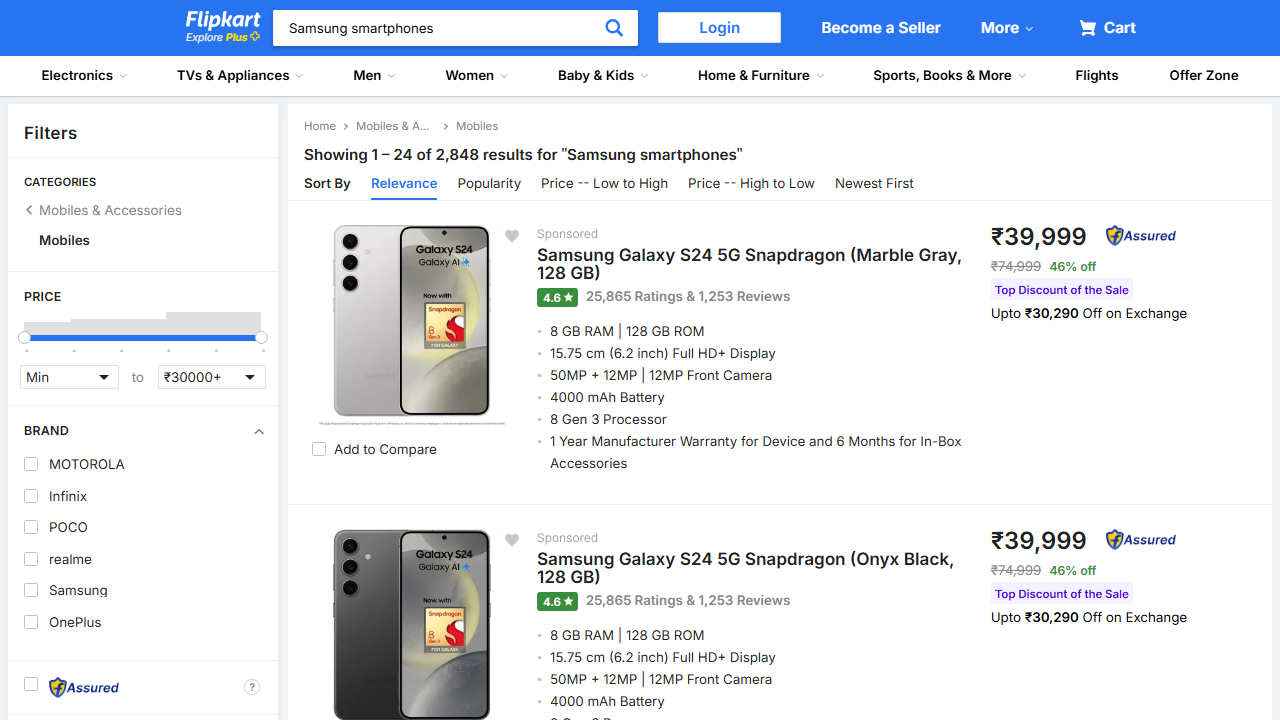 Flipkart
Explore Plus
Samsung smartphones
Login
Become a Seller
More
Cart
Electronics
TVs & Appliances
Men
Women
Baby & Kids
Home & Furniture
Sports, Books & More
Flights
Offer Zone
Filters
CATEGORIES
Mobiles & Accessories
Mobiles
PRICE
Min
to
₹30000+
BRAND
MOTOROLA
Infinix
POCO
realme
Samsung
OnePlus
Assured
?
Home
Mobiles & A...
Mobiles
Showing 1 – 24 of 2,848 results for "Samsung smartphones"
Sort By
Relevance
Popularity
Price -- Low to High
Price -- High to Low
Newest First
Galaxy S24
Galaxy AI
Now with
Snapdragon
8
Gen 3
FOR GALAXY
Add to Compare
Sponsored
Samsung Galaxy S24 5G Snapdragon (Marble Gray,
128 GB)
4.6 ★
25,865 Ratings & 1,253 Reviews
8 GB RAM | 128 GB ROM
15.75 cm (6.2 inch) Full HD+ Display
50MP + 12MP | 12MP Front Camera
4000 mAh Battery
8 Gen 3 Processor
1 Year Manufacturer Warranty for Device and 6 Months for In-Box
Accessories
₹39,999
Assured
₹74,999 46% off
Top Discount of the Sale
Upto ₹30,290 Off on Exchange
Galaxy S24
Galaxy AI
Now with
Snapdragon
8
Gen 3
FOR GALAXY
Sponsored
Samsung Galaxy S24 5G Snapdragon (Onyx Black,
128 GB)
4.6 ★
25,865 Ratings & 1,253 Reviews
8 GB RAM | 128 GB ROM
15.75 cm (6.2 inch) Full HD+ Display
50MP + 12MP | 12MP Front Camera
4000 mAh Battery
₹39,999
Assured
₹74,999 46% off
Top Discount of the Sale
Upto ₹30,290 Off on Exchange